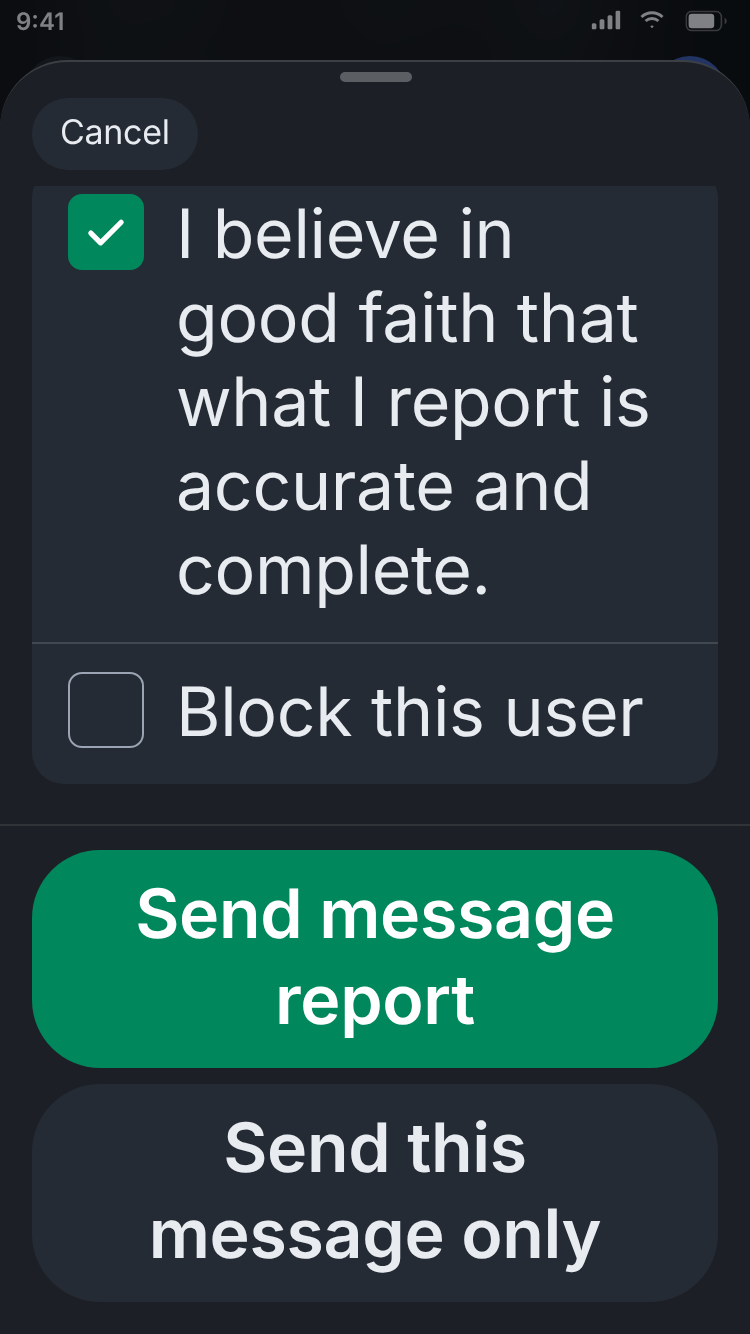 9:41
Cancel
I believe in
good faith that
what I report is
accurate and
complete.
Block this user
Send message
report
Send this
message only